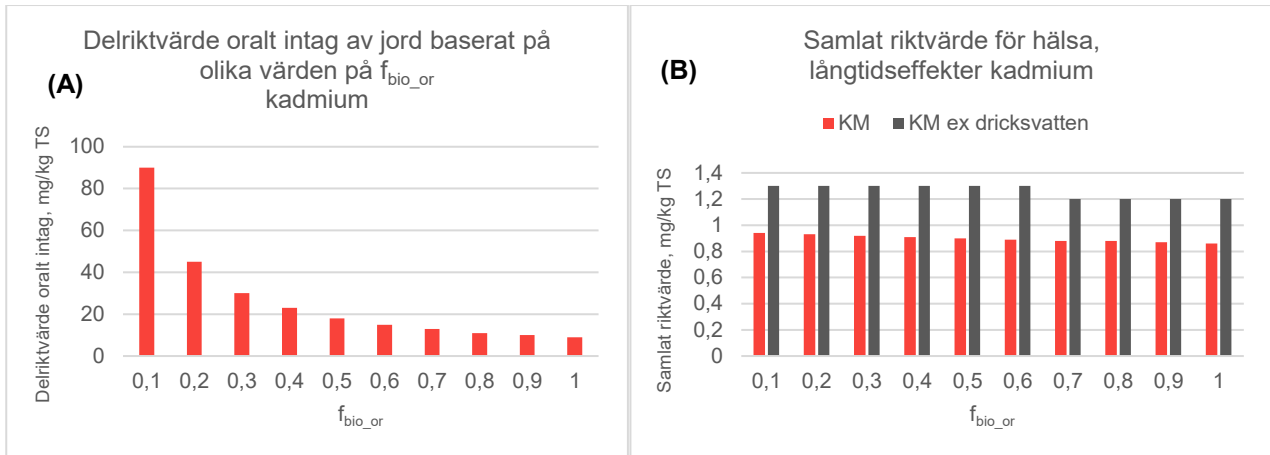 Delriktvärde oralt intag av jord baserat på
olika värden på fbio_or
kadmium
(A)
Delriktvärde oralt intag, mg/kg TS
100
80
60
40
20
0
0,1 0,2 0,3 0,4 0,5 0,6 0,7 0,8 0,9 1
fbio_or
Samlat riktvärde för hälsa,
långtidseffekter kadmium
(B)
KM KM ex dricksvatten
Samlat riktvärde, mg/kg TS
1,4
1,2
1
0,8
0,6
0,4
0,2
0
0,1 0,2 0,3 0,4 0,5 0,6 0,7 0,8 0,9 1
fbio_or